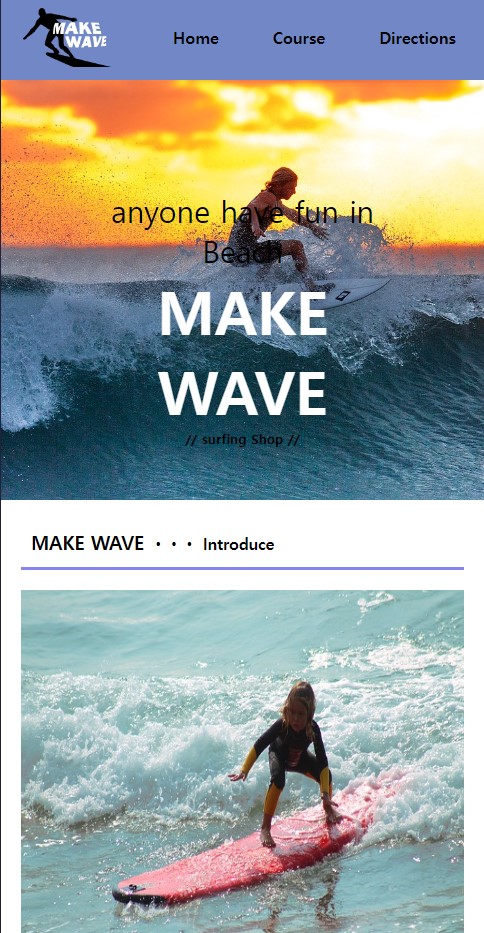 MAKE
WAVE
Home Course Directions
anyone have fun in
Beach
MAKE
WAVE
// surfing Shop //
MAKE WAVE • • • Introduce